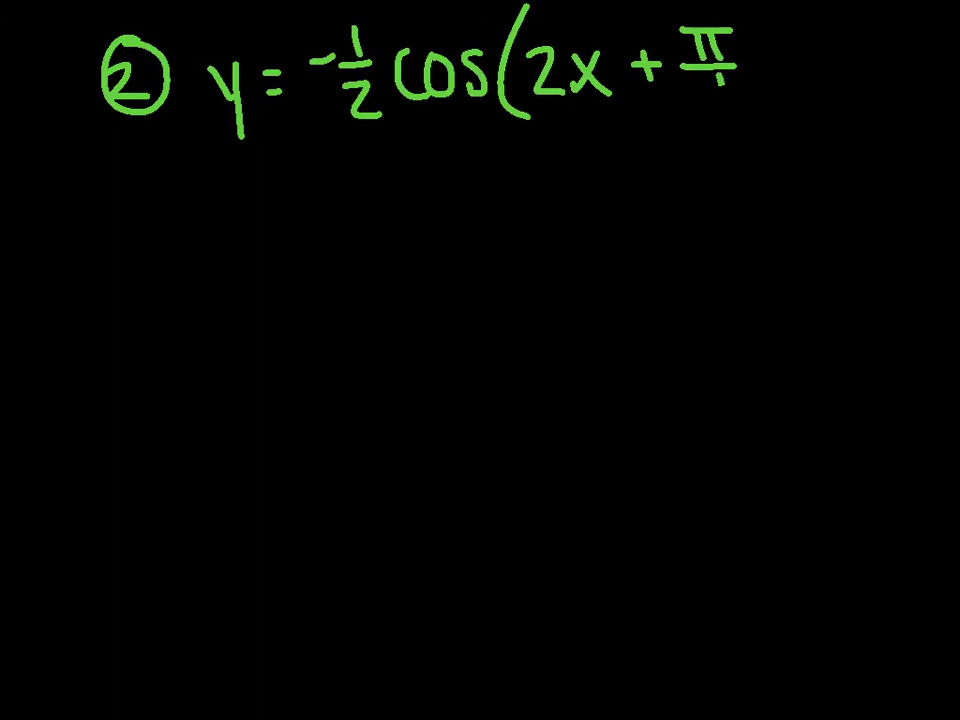 ② y = -1/2 cos(2x + π/